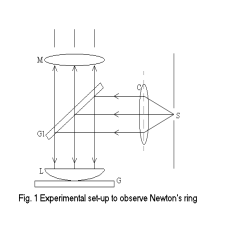 M
O
S
Gl
L
G
Fig. 1 Experimental set-up to observe Newton's ring